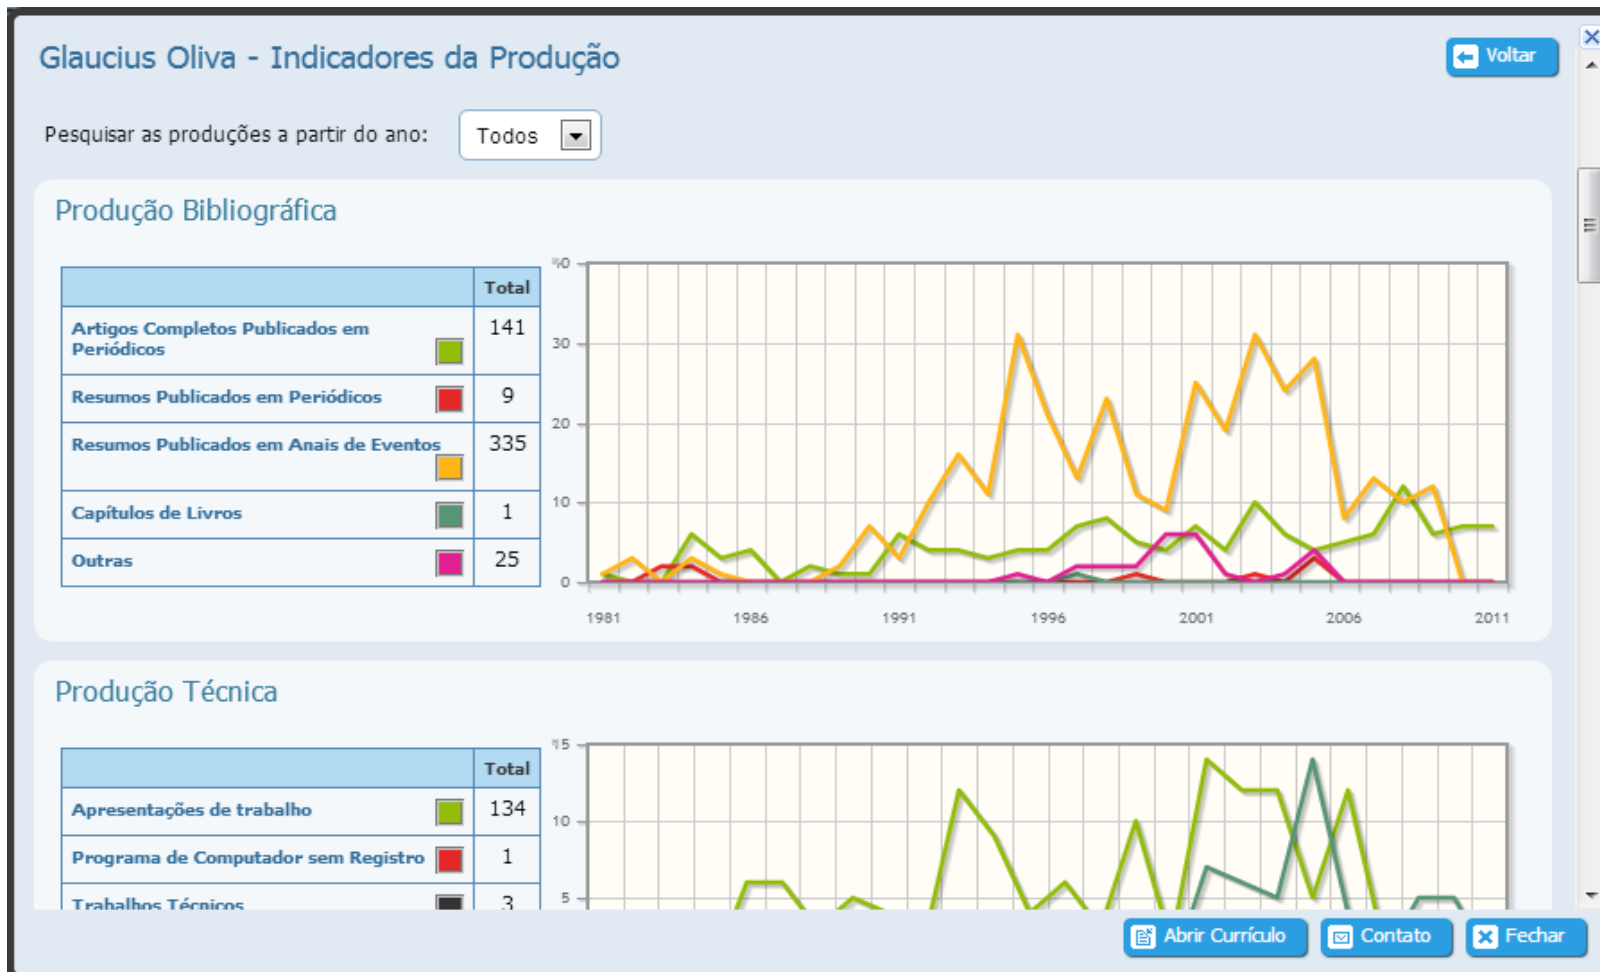 Glaucius Oliva - Indicadores da Produção
Voltar
Pesquisar as produções a partir do ano:
Todos
Produção Bibliográfica
Total
Artigos Completos Publicados em
Periódicos
141
Resumos Publicados em Periódicos
9
Resumos Publicados em Anais de Eventos
335
Capítulos de Livros
1
Outras
25
30
20
10
0
1981 1986 1991 1996 2001 2006 2011
Produção Técnica
Total
Apresentações de trabalho
134
Programa de Computador sem Registro
1
Trabalhos Técnicos
3
15
10
5
Abrir Currículo
Contato
Fechar